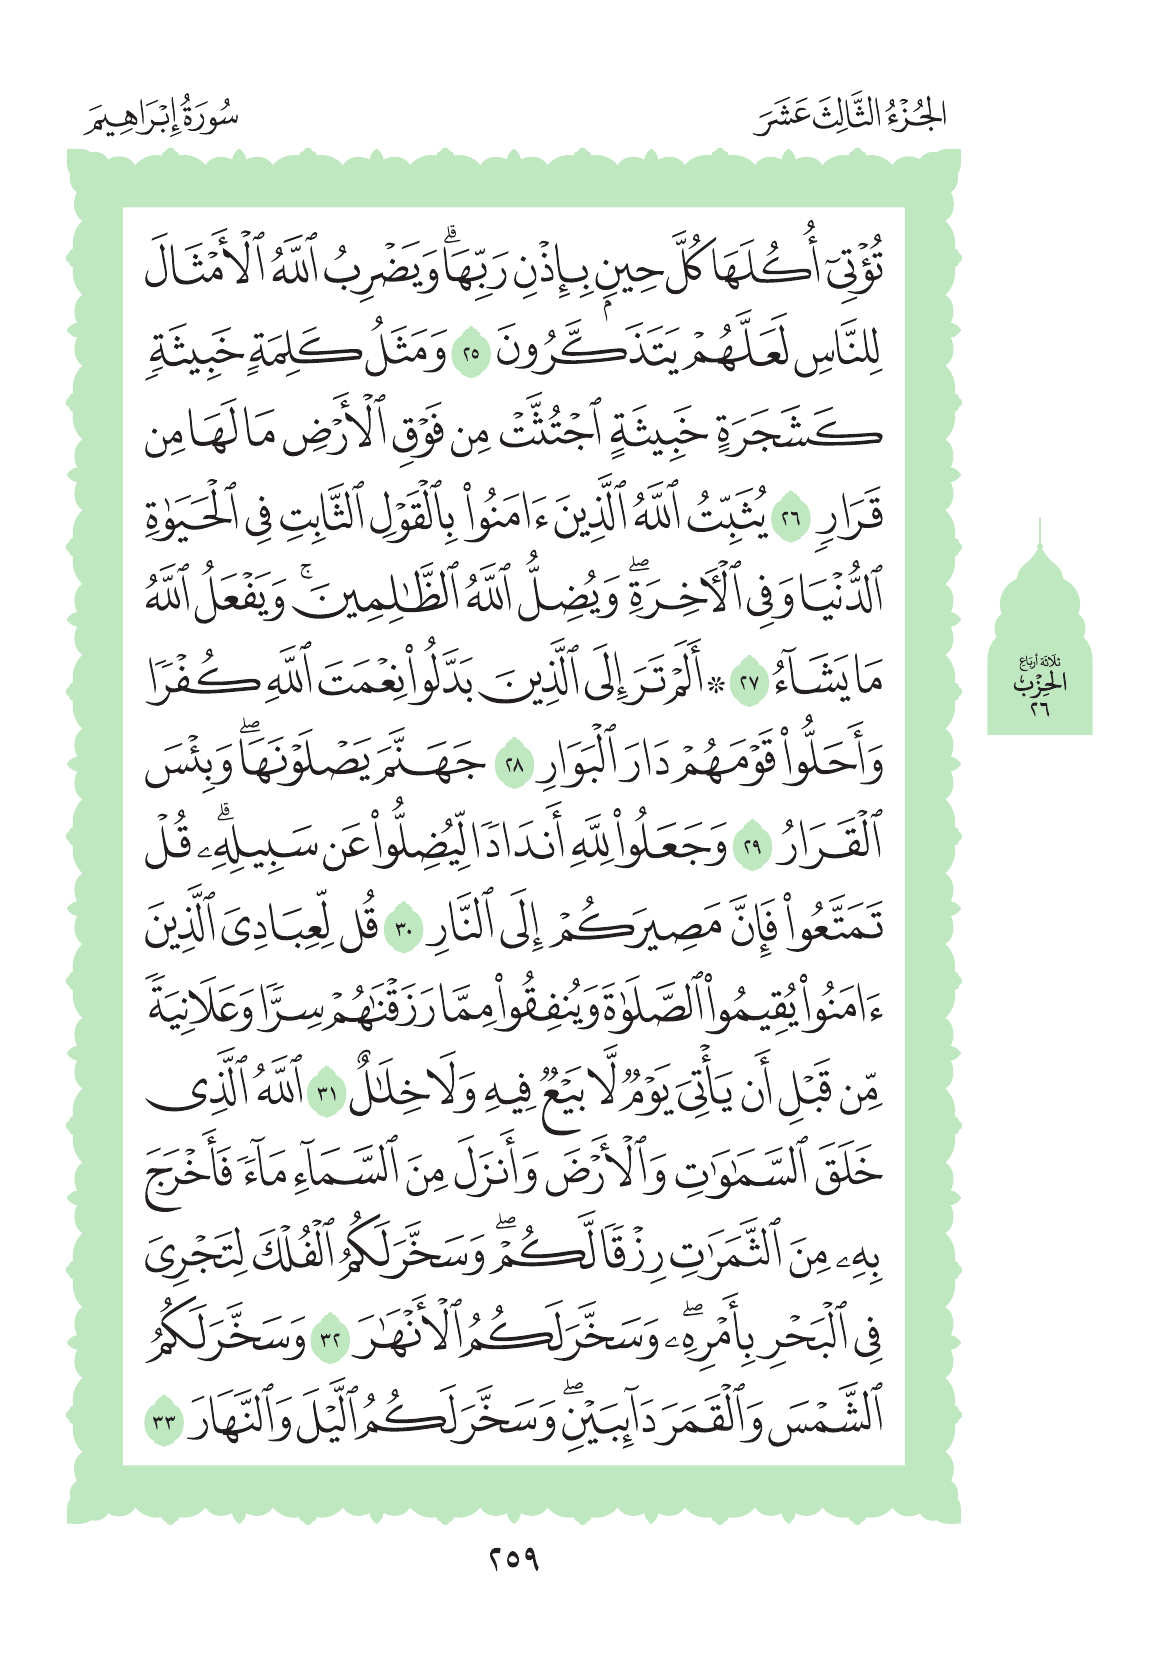 الجُزْءُ الثَّالِثَ عَشَرَ
سُورَةُ إِبْرَاهِيمَ
تُؤْتِىٓ أُكُلَهَا كُلَّ حِينِۭ بِإِذْنِ رَبِّهَاۗ وَيَضْرِبُ ٱللَّهُ ٱلْأَمْثَالَ
لِلنَّاسِ لَعَلَّهُمْ يَتَذَكَّرُونَ ٢٥ وَمَثَلُ كَلِمَةٍ خَبِيثَةٖ
كَشَجَرَةٍ خَبِيثَةٍ ٱجْتُثَّتْ مِن فَوْقِ ٱلْأَرْضِ مَا لَهَا مِن
قَرَارٖ ٢٦ يُثَبِّتُ ٱللَّهُ ٱلَّذِينَ ءَامَنُوا۟ بِٱلْقَوْلِ ٱلثَّابِتِ فِى ٱلْحَيَوٰةِ
ٱلدُّنْيَا وَفِى ٱلْأَخِرَةِۖ وَيُضِلُّ ٱللَّهُ ٱلظَّٰلِمِينَۚ وَيَفْعَلُ ٱللَّهُ
مَا يَشَآءُ ٢٧ ۞ أَلَمْ تَرَ إِلَى ٱلَّذِينَ بَدَّلُوا۟ نِعْمَتَ ٱللَّهِ كُفْرٗا
وَأَحَلُّوا۟ قَوْمَهُمْ دَارَ ٱلْبَوَارِ ٢٨ جَهَنَّمَ يَصْلَوْنَهَاۖ وَبِئْسَ
ٱلْقَرَارُ ٢٩ وَجَعَلُوا۟ لِلَّهِ أَندَادٗا لِّيُضِلُّوا۟ عَن سَبِيلِهِۦۗ قُلْ
تَمَتَّعُوا۟ فَإِنَّ مَصِيرَكُمْ إِلَى ٱلنَّارِ ٣٠ قُل لِّعِبَادِىَ ٱلَّذِينَ
ءَامَنُوا۟ يُقِيمُوا۟ ٱلصَّلَوٰةَ وَيُنفِقُوا۟ مِمَّا رَزَقْنَٰهُمْ سِرّٗا وَعَلَانِيَةٗ
مِّن قَبْلِ أَن يَأْتِىَ يَوْمٞ لَّا بَيْعٞ فِيهِ وَلَا خِلَٰلٌ ٣١ ٱللَّهُ ٱلَّذِى
خَلَقَ ٱلسَّمَٰوَٰتِ وَٱلْأَرْضَ وَأَنزَلَ مِنَ ٱلسَّمَآءِ مَآءٗ فَأَخْرَجَ
بِهِۦ مِنَ ٱلثَّمَرَٰتِ رِزْقٗا لَّكُمْۖ وَسَخَّرَ لَكُمُ ٱلْفُلْكَ لِتَجْرِىَ
فِى ٱلْبَحْرِ بِأَمْرِهِۦۖ وَسَخَّرَ لَكُمُ ٱلْأَنْهَٰرَ ٣٢ وَسَخَّرَ لَكُمُ
ٱلشَّمْسَ وَٱلْقَمَرَ دَآئِبَيْنِۖ وَسَخَّرَ لَكُمُ ٱلَّيْلَ وَٱلنَّهَارَ ٣٣
ثلاثة أرباع
الحِزْب
٢٦
٢٥٩